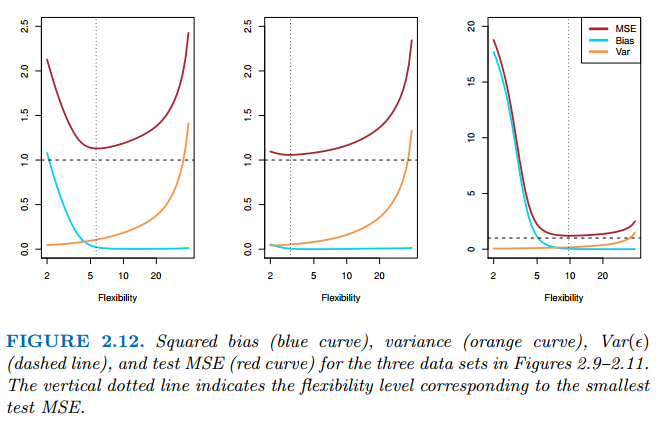 MSE
Bias
Var
2.5
2.0
1.5
1.0
0.5
0.0
2 5 10 20
Flexibility
2.5
2.0
1.5
1.0
0.5
0.0
2 5 10 20
Flexibility
20
15
10
5
0
2 5 10 20
Flexibility
FIGURE 2.12. Squared bias (blue curve), variance (orange curve), Var(ϵ)
(dashed line), and test MSE (red curve) for the three data sets in Figures 2.9–2.11.
The vertical dotted line indicates the flexibility level corresponding to the smallest
test MSE.